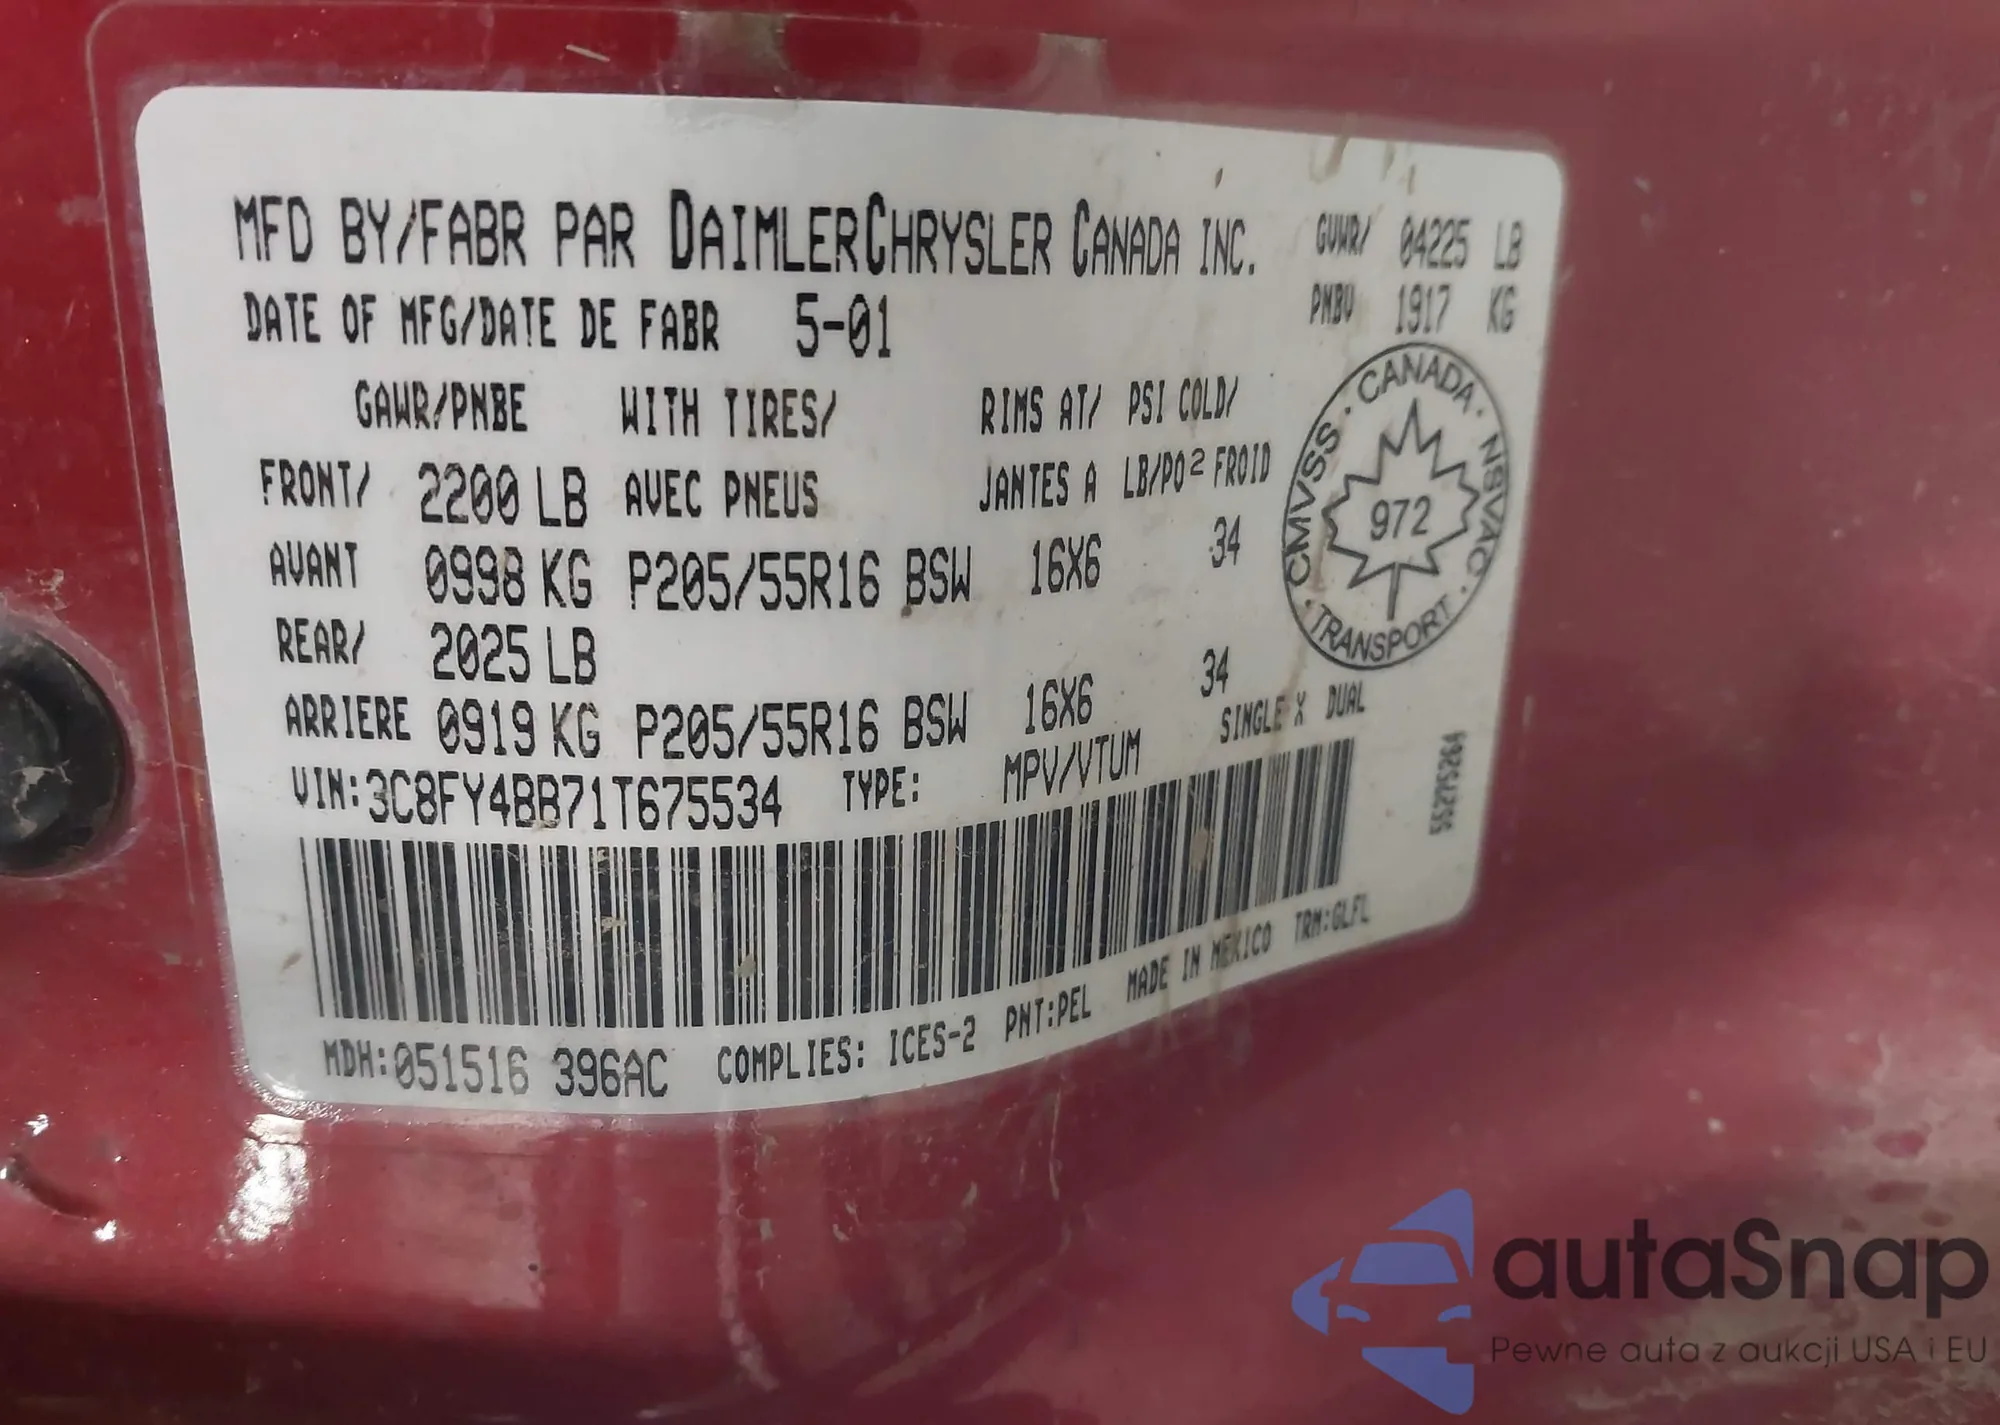 MFD BY/FABR PAR DAIMLERCHRYSLER CANADA INC. GVWR/ 04225 LB
DATE OF MFG/DATE DE FABR 5-01 PNBV 1917 KG
GAWR/PNBE WITH TIRES/ RIMS AT/ PSI COLD/
FRONT/ 2200 LB AVEC PNEUS JANTES A LB/PO² FROID
AVANT 0998 KG P205/55R16 BSW 16X6 34
REAR/ 2025 LB
ARRIERE 0919 KG P205/55R16 BSW 16X6 34
VIN:3C8FY4BB71T675534 TYPE: MPV/VTUM SINGLE X DUAL
CANADA · NSVAC · TRANSPORT · CMVSS ·
972
55275264
MDH:051516 396AC COMPLIES: ICES-2 PNT:PEL MADE IN MEXICO TRM:GLFL
autaSnap
Pewne auta z aukcji USA i EU